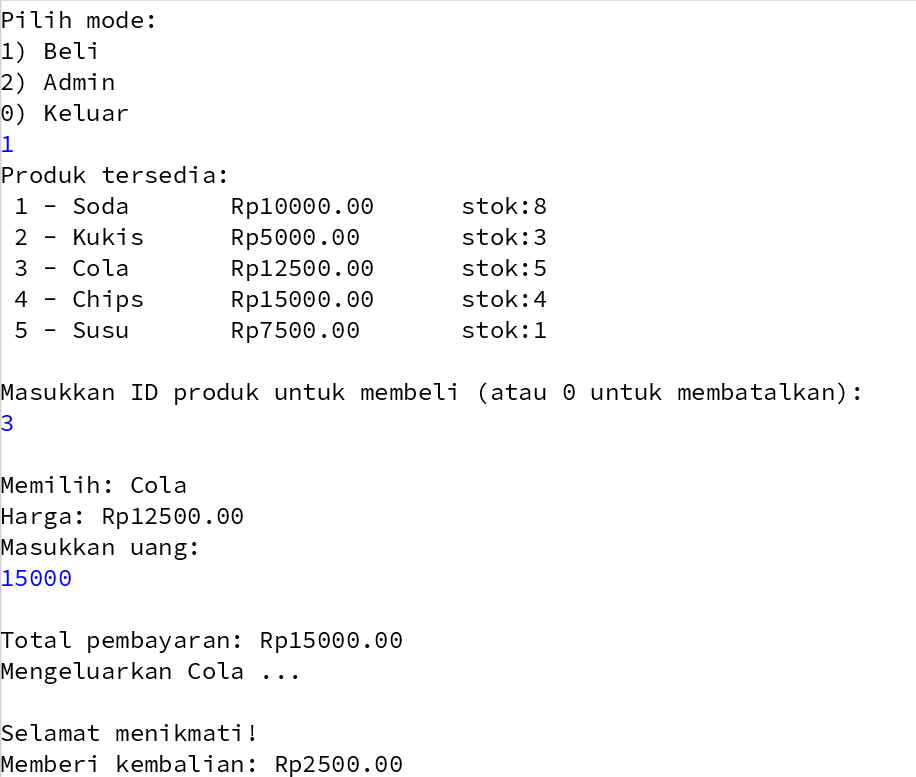 Pilih mode:
1) Beli
2) Admin
0) Keluar
1
Produk tersedia:
1 - Soda Rp10000.00 stok:8
2 - Kukis Rp5000.00 stok:3
3 - Cola Rp12500.00 stok:5
4 - Chips Rp15000.00 stok:4
5 - Susu Rp7500.00 stok:1
Masukkan ID produk untuk membeli (atau 0 untuk membatalkan):
3
Memilih: Cola
Harga: Rp12500.00
Masukkan uang:
15000
Total pembayaran: Rp15000.00
Mengeluarkan Cola ...
Selamat menikmati!
Memberi kembalian: Rp2500.00